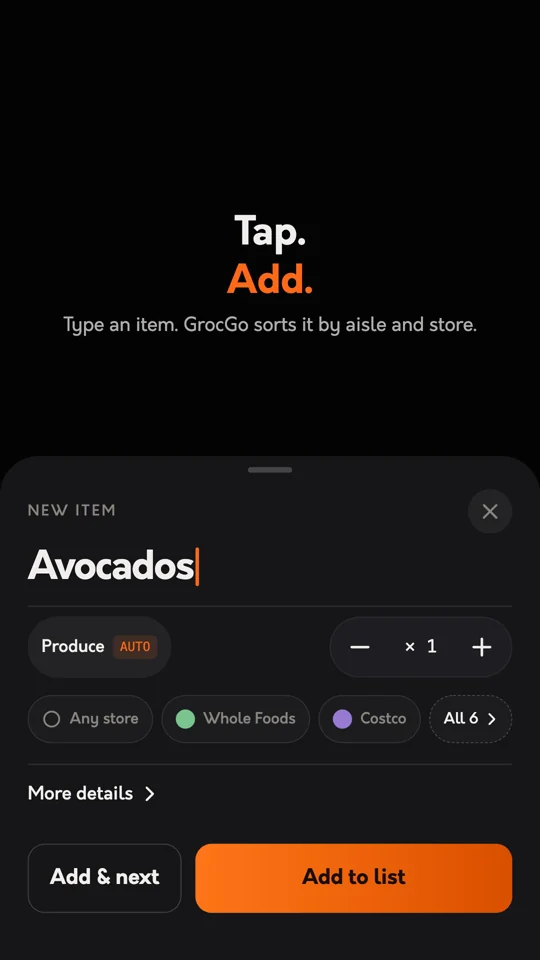 Tap.
Add.
Type an item. GrocGo sorts it by aisle and store.
NEW ITEM
Avocados
Produce AUTO
× 1
Any store
Whole Foods
Costco
All 6
More details
Add & next
Add to list